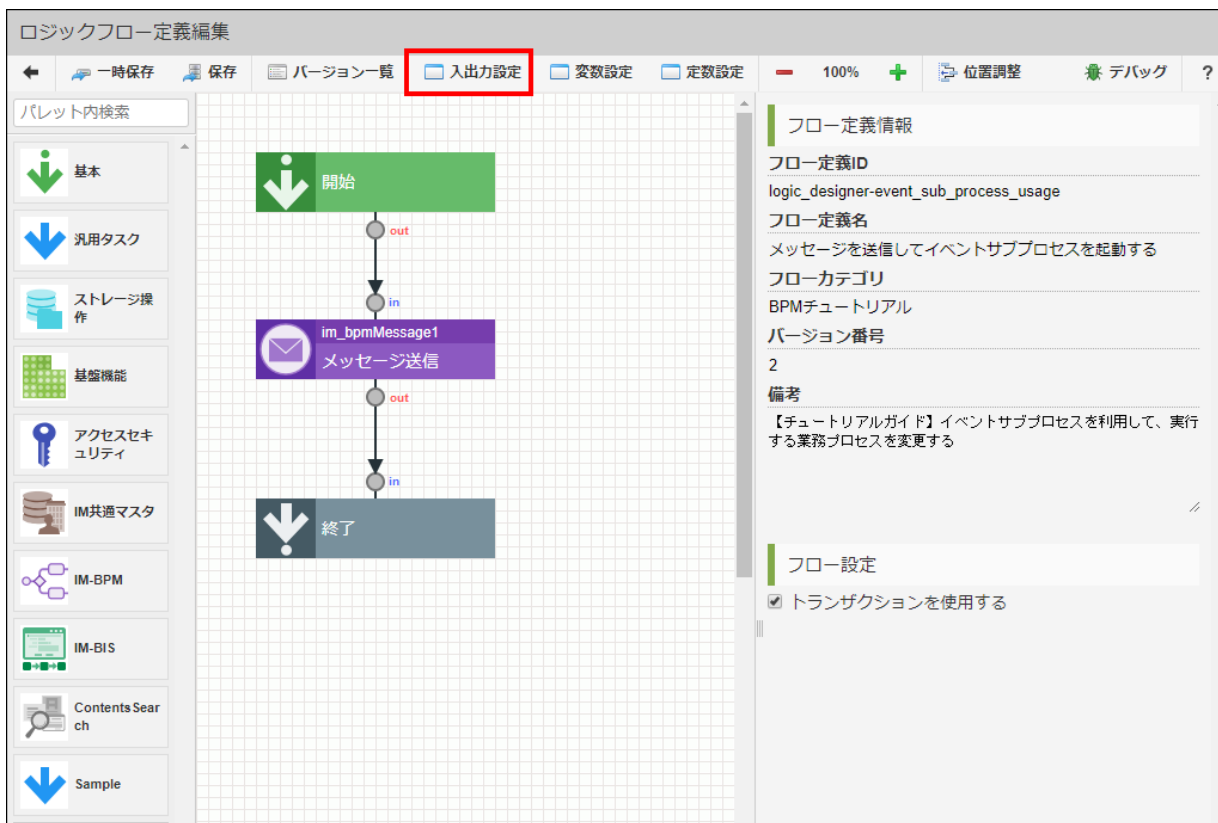 ロジックフロー定義編集
一時保存 保存 バージョン一覧 入出力設定 変数設定 定数設定 100% 位置調整 デバッグ ?
パレット内検索
基本
汎用タスク
ストレージ操
作
基盤機能
アクセスセキ
ュリティ
IM共通マスタ
IM-BPM
IM-BIS
ContentsSear
ch
Sample
開始
out
in
im_bpmMessage1
メッセージ送信
out
in
終了
フロー定義情報
フロー定義ID
logic_designer-event_sub_process_usage
フロー定義名
メッセージを送信してイベントサブプロセスを起動する
フローカテゴリ
BPMチュートリアル
バージョン番号
2
備考
【チュートリアルガイド】イベントサブプロセスを利用して、実行
する業務プロセスを変更する
フロー設定
トランザクションを使用する